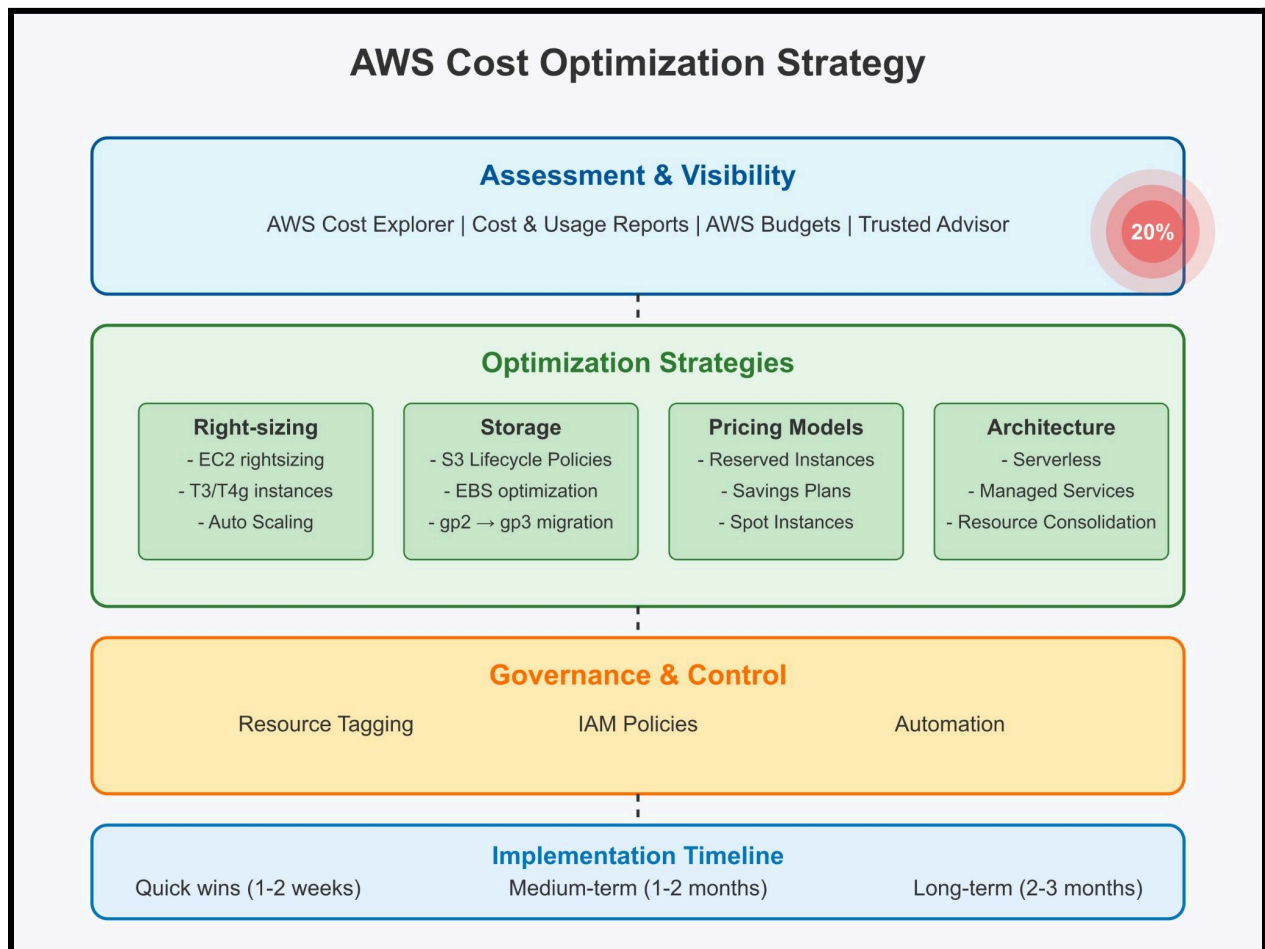 AWS Cost Optimization Strategy
Assessment & Visibility
AWS Cost Explorer | Cost & Usage Reports | AWS Budgets | Trusted Advisor
20%
Optimization Strategies
Right-sizing
- EC2 rightsizing
- T3/T4g instances
- Auto Scaling
Storage
- S3 Lifecycle Policies
- EBS optimization
- gp2 → gp3 migration
Pricing Models
- Reserved Instances
- Savings Plans
- Spot Instances
Architecture
- Serverless
- Managed Services
- Resource Consolidation
Governance & Control
Resource Tagging
IAM Policies
Automation
Implementation Timeline
Quick wins (1-2 weeks)
Medium-term (1-2 months)
Long-term (2-3 months)